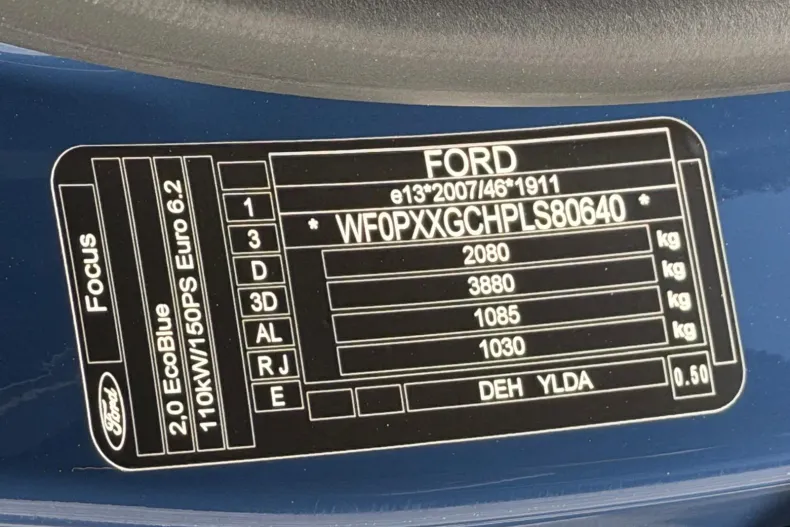 FORD
e13*2007/46*1911
* WF0PXXGCHPLS80640 *
2080 kg
3880 kg
1085 kg
1030 kg
DEH YLDA
0.50
1
3
D
3D
AL
RJ
E
Focus
2,0 EcoBlue
110kW/150PS Euro 6.2
Ford